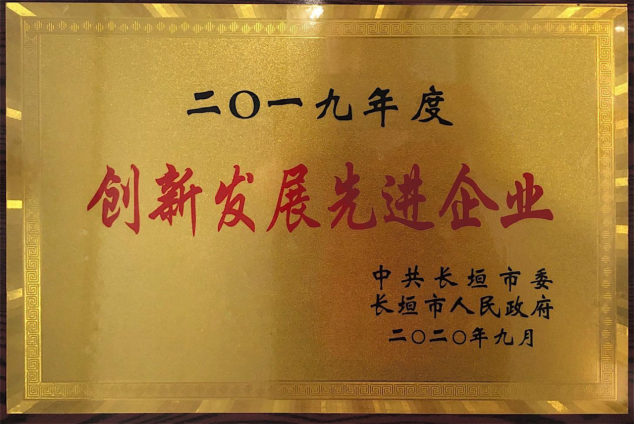 二〇一九年度
创新发展先进企业
中共长垣市委
长垣市人民政府
二〇二〇年九月